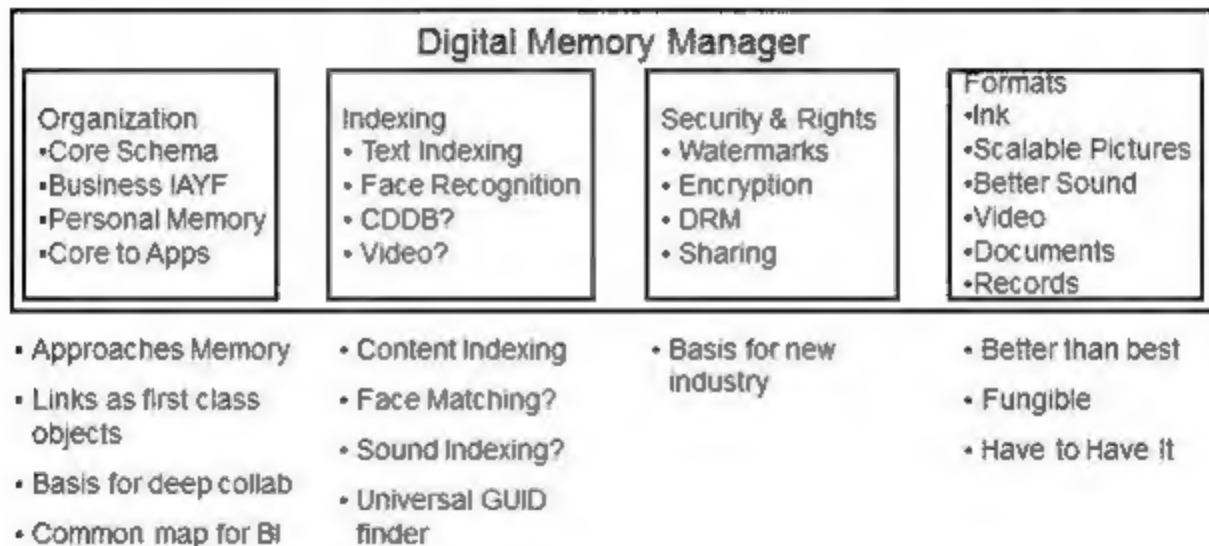 Digital Memory Manager
Organization
▪Core Schema
▪Business IAYF
▪Personal Memory
▪Core to Apps
Indexing
• Text Indexing
• Face Recognition
• CDDB?
• Video?
Security & Rights
• Watermarks
• Encryption
• DRM
• Sharing
Formats
•Ink
•Scalable Pictures
•Better Sound
•Video
•Documents
•Records
▪ Approaches Memory
▪ Links as first class
objects
▪ Basis for deep collab
▪ Common map for BI
• Content Indexing
• Face Matching?
• Sound Indexing?
• Universal GUID
finder
• Basis for new
industry
• Better than best
• Fungible
• Have to Have It